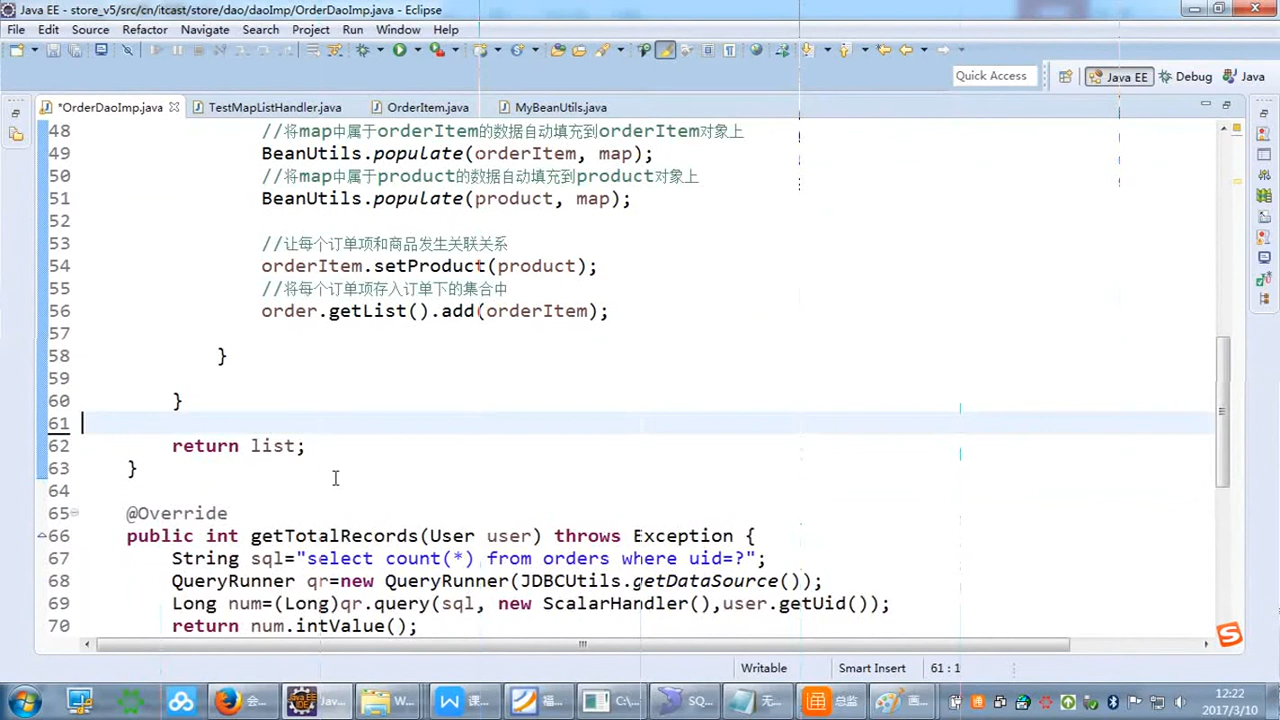 Java EE - store_v5/src/cn/itcast/store/dao/daoImp/OrderDaoImp.java - Eclipse
File Edit Source Refactor Navigate Search Project Run Window Help
Quick Access
Java EE Debug Java
*OrderDaoImp.java TestMapListHandler.java OrderItem.java MyBeanUtils.java
48 //将map中属于orderItem的数据自动填充到orderItem对象上
49 BeanUtils.populate(orderItem, map);
50 //将map中属于product的数据自动填充到product对象上
51 BeanUtils.populate(product, map);
52
53 //让每个订单项和商品发生关联关系
54 orderItem.setProduct(product);
55 //将每个订单项存入订单下的集合中
56 order.getList().add(orderItem);
57
58 }
59
60 }
61
62 return list;
63 }
64
65 @Override
66 public int getTotalRecords(User user) throws Exception {
67 String sql="select count(*) from orders where uid=?";
68 QueryRunner qr=new QueryRunner(JDBCUtils.getDataSource());
69 Long num=(Long)qr.query(sql, new ScalarHandler(),user.getUid());
70 return num.intValue();
Writable Smart Insert 61 : 1
会... Jav... W... 课... 福... C:\... SQ... 无... 总监 画...
12:22
2017/3/10